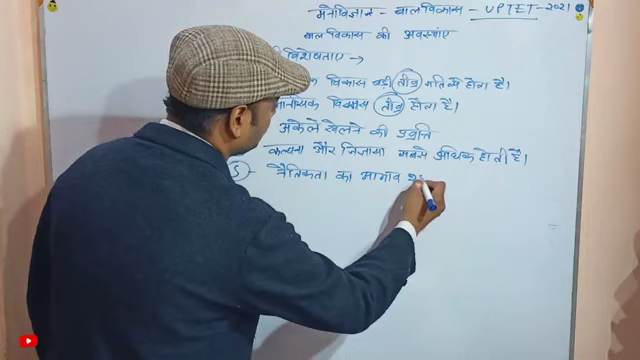 मनोविज्ञान - बालविकास - UPTET-2021
बाल विकास की अवस्थाएं
विशेषताए →
विकास बड़ी तीव्र गति से होता है।
विकास तीव्र होता है।
अकेले खेलने की प्रवृत्ति
कल्पना और जिज्ञासा सबसे अधिक होती है।
5 - नैतिकता का अभाव